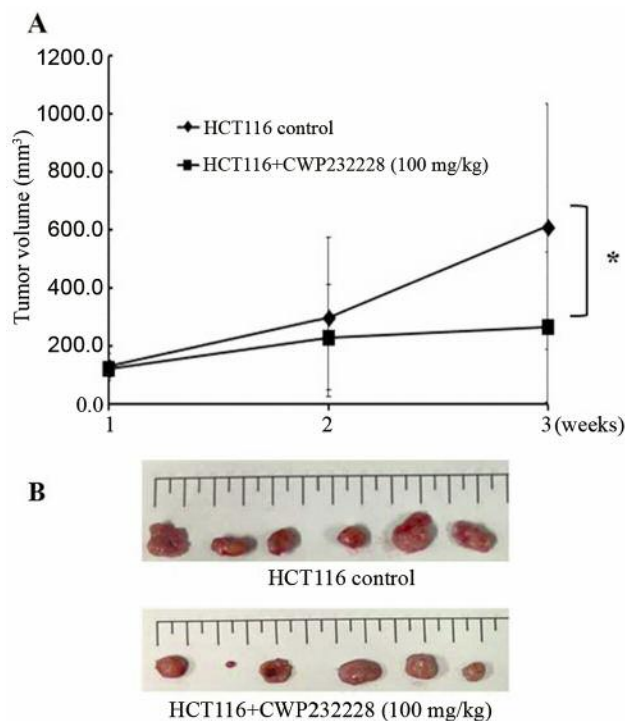 A
1200.0
1000.0
800.0
600.0
400.0
200.0
0.0
Tumor volume (mm³)
HCT116 control
HCT116+CWP232228 (100 mg/kg)
*
1 2 3 (weeks)
B
HCT116 control
HCT116+CWP232228 (100 mg/kg)